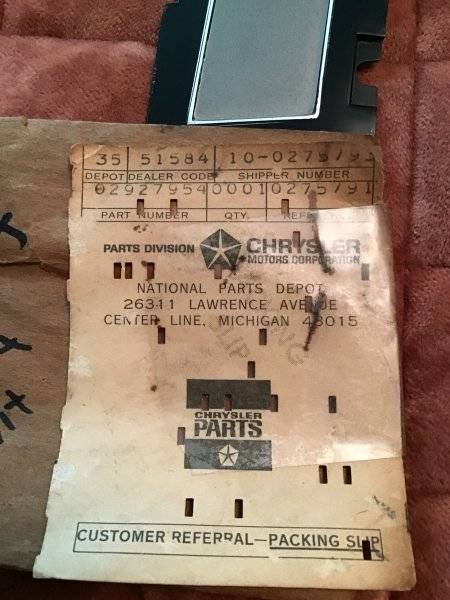 35 51584 10-0275791
DEPOT DEALER CODE SHIPPER NUMBER
02927954 0001 0275791
PART NUMBER QTY.
PARTS DIVISION CHRYSLER
MOTORS CORPORATION
NATIONAL PARTS DEPOT
26311 LAWRENCE AVENUE
CENTER LINE, MICHIGAN 48015
CHRYSLER
PARTS
CUSTOMER REFERRAL—PACKING SLIP